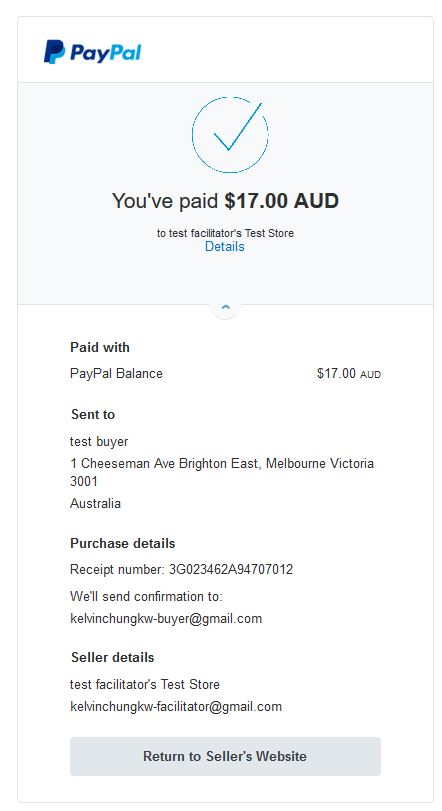 PayPal
You've paid $17.00 AUD
to test facilitator's Test Store
Details
Paid with
PayPal Balance $17.00 AUD
Sent to
test buyer
1 Cheeseman Ave Brighton East, Melbourne Victoria
3001
Australia
Purchase details
Receipt number: 3G023462A94707012
We'll send confirmation to:
kelvinchungkw-buyer@gmail.com
Seller details
test facilitator's Test Store
kelvinchungkw-facilitator@gmail.com
Return to Seller's Website